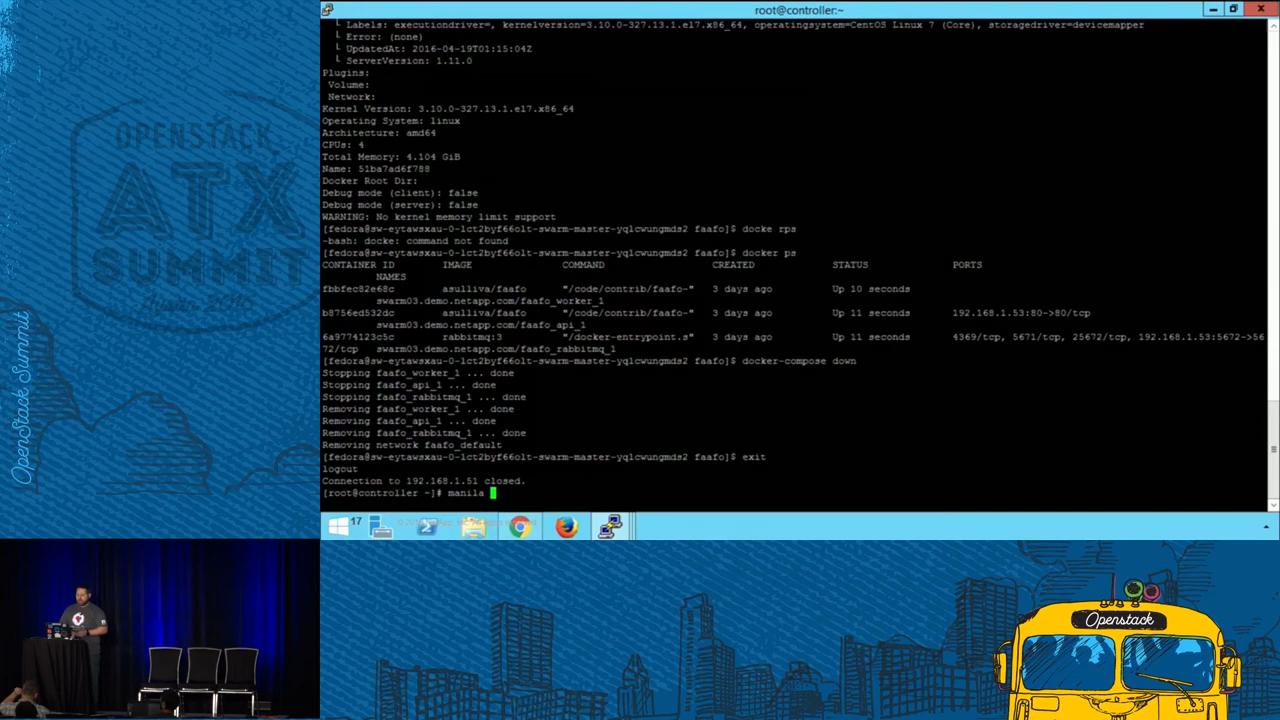 root@controller:~
└ Labels: executiondriver=, kernelversion=3.10.0-327.13.1.el7.x86_64, operatingsystem=CentOS Linux 7 (Core), storagedriver=devicemapper
└ Error: (none)
└ UpdatedAt: 2016-04-19T01:15:04Z
└ ServerVersion: 1.11.0
Plugins:
Volume:
Network:
Kernel Version: 3.10.0-327.13.1.el7.x86_64
Operating System: linux
Architecture: amd64
CPUs: 4
Total Memory: 4.104 GiB
Name: 51ba7ad6f788
Docker Root Dir:
Debug mode (client): false
Debug mode (server): false
WARNING: No kernel memory limit support
[fedora@sw-eytawsxau-0-lct2byf66olt-swarm-master-yqlcwungmds2 faafo]$ docke rps
-bash: docke: command not found
[fedora@sw-eytawsxau-0-lct2byf66olt-swarm-master-yqlcwungmds2 faafo]$ docker ps
CONTAINER ID IMAGE COMMAND CREATED STATUS PORTS
NAMES
fbbfec82e68c asulliva/faafo "/code/contrib/faafo-" 3 days ago Up 10 seconds
swarm03.demo.netapp.com/faafo_worker_1
b8756ed532dc asulliva/faafo "/code/contrib/faafo-" 3 days ago Up 11 seconds 192.168.1.53:80->80/tcp
swarm03.demo.netapp.com/faafo_api_1
6a9774123c5c rabbitmq:3 "/docker-entrypoint.s" 3 days ago Up 11 seconds 4369/tcp, 5671/tcp, 25672/tcp, 192.168.1.53:5672->56
72/tcp swarm03.demo.netapp.com/faafo_rabbitmq_1
[fedora@sw-eytawsxau-0-lct2byf66olt-swarm-master-yqlcwungmds2 faafo]$ docker-compose down
Stopping faafo_worker_1 ... done
Stopping faafo_api_1 ... done
Stopping faafo_rabbitmq_1 ... done
Removing faafo_worker_1 ... done
Removing faafo_api_1 ... done
Removing faafo_rabbitmq_1 ... done
Removing network faafo_default
[fedora@sw-eytawsxau-0-lct2byf66olt-swarm-master-yqlcwungmds2 faafo]$ exit
logout
Connection to 192.168.1.51 closed.
[root@controller ~]# manila
17
OPENSTACK
ATX
SUMMIT
OpenStack Summit
Openstack